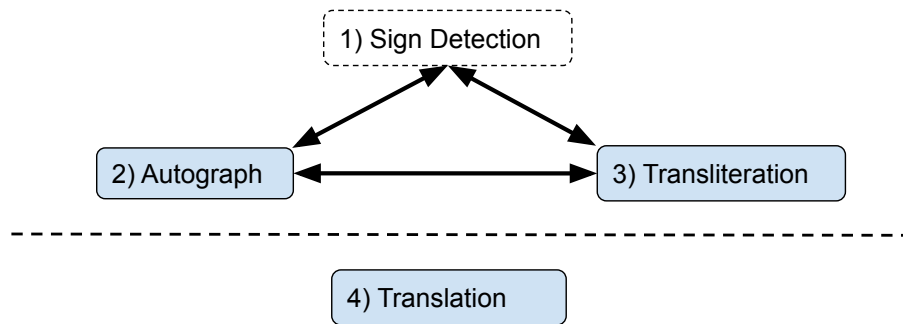 1) Sign Detection
2) Autograph
3) Transliteration
4) Translation